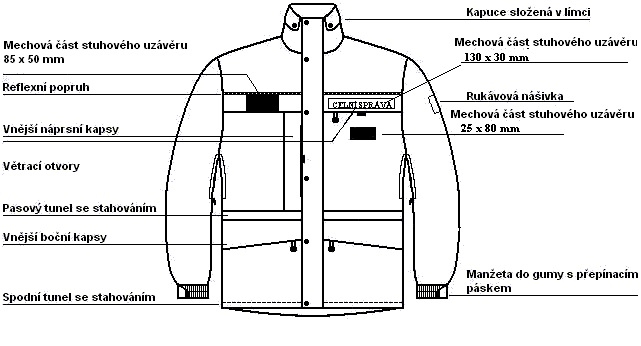 Kapuce složená v límci
Mechová část stuhového uzávěru
85 x 50 mm
Mechová část stuhového uzávěru
130 x 30 mm
Reflexní popruh
CELNÍ SPRÁVA
Rukávová nášivka
Mechová část stuhového uzávěru
25 x 80 mm
Vnější náprsní kapsy
Větrací otvory
Pasový tunel se stahováním
Vnější boční kapsy
Manžeta do gumy s přepínacím
páskem
Spodní tunel se stahováním